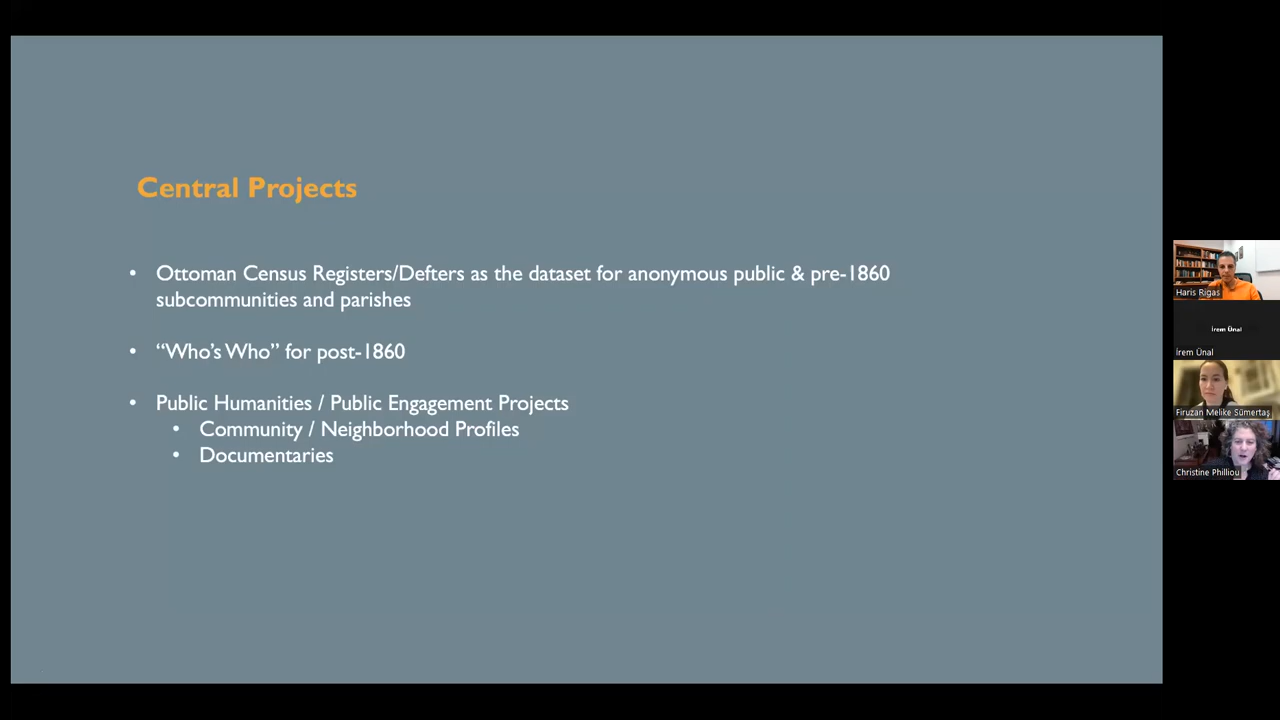 Central Projects
• Ottoman Census Registers/Defters as the dataset for anonymous public & pre-1860
subcommunities and parishes
• “Who’s Who” for post-1860
• Public Humanities / Public Engagement Projects
• Community / Neighborhood Profiles
• Documentaries
Haris Rigas
İrem Ünal
İrem Ünal
Firuzan Melike Sümertaş
Christine Philliou